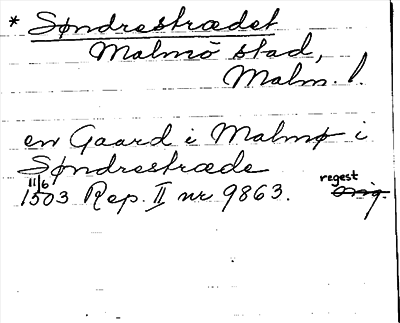 * Søndrestrædet
Malmö stad,
Malm. l.
en Gaard i Malmø i
Søndrestræde
11/6 1503 Rep. II nr 9863. regest orig.